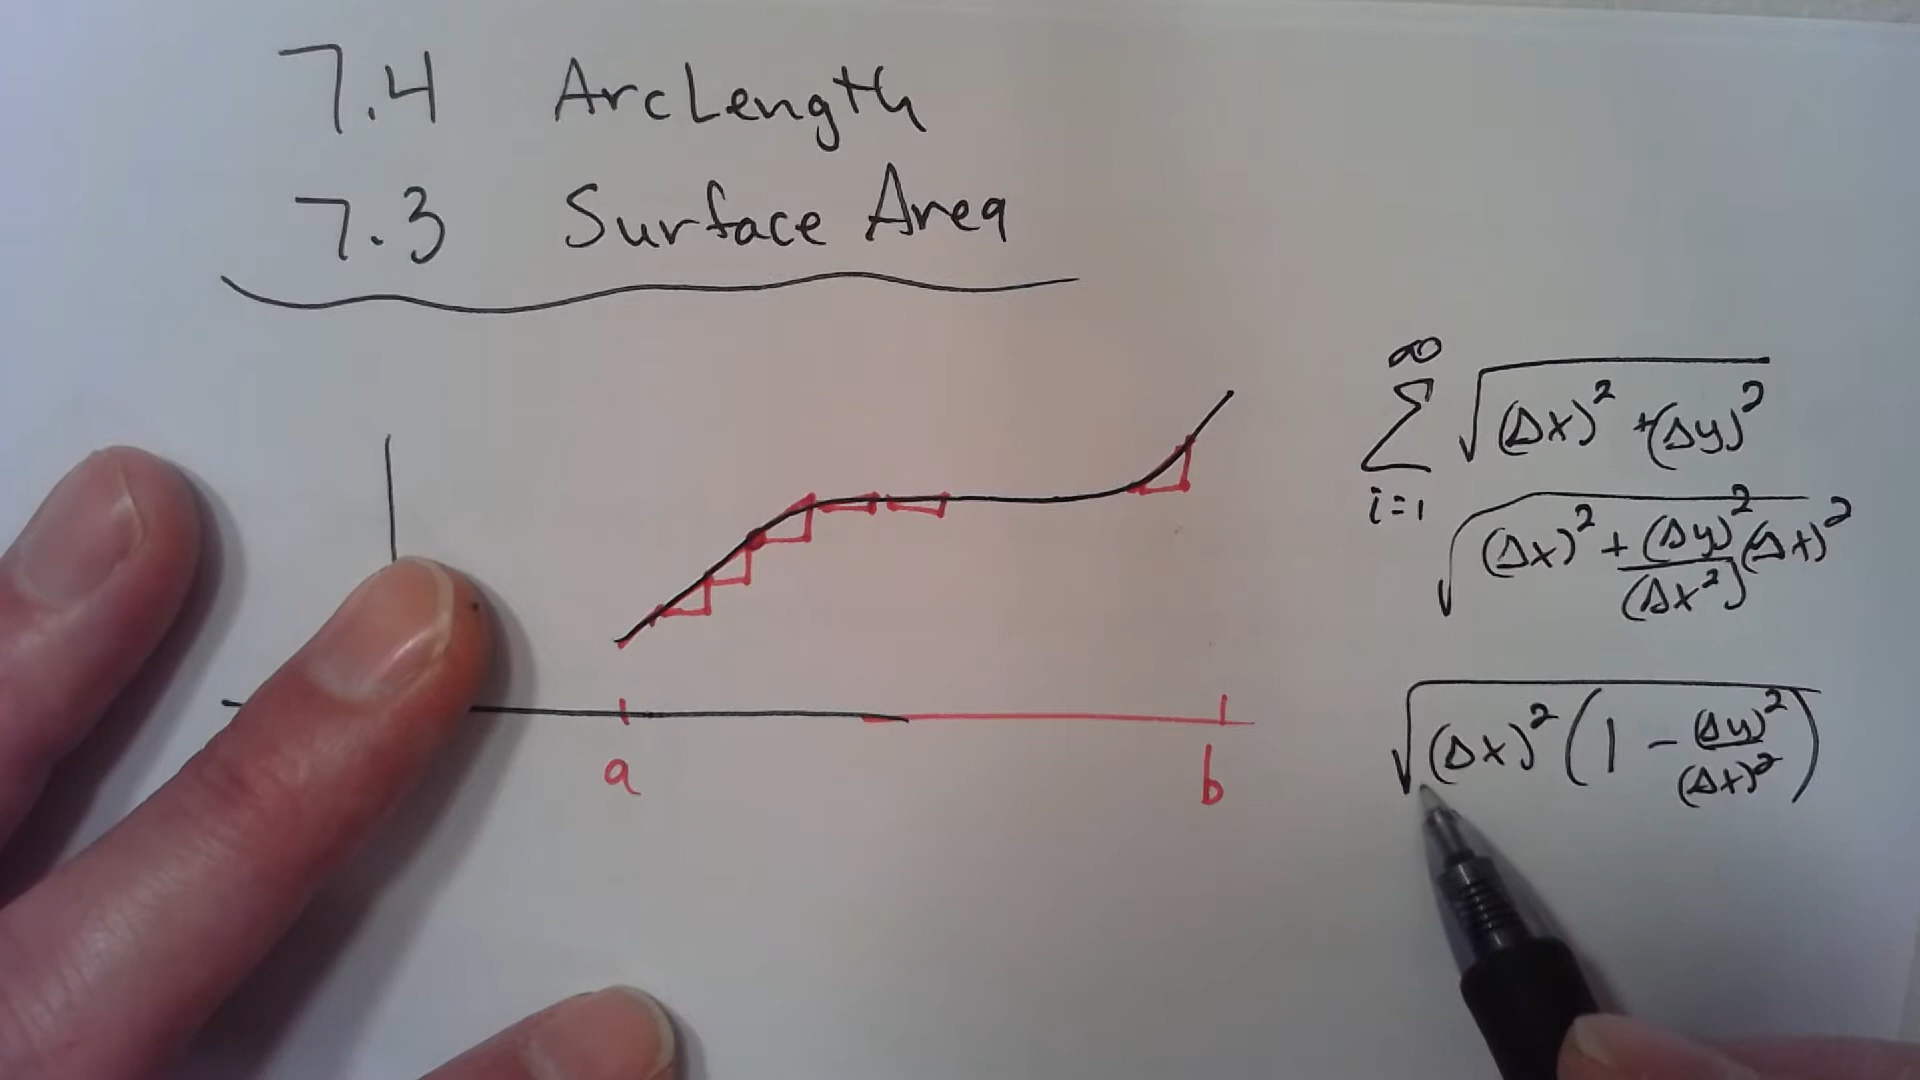 7.4 ArcLength
7.3 Surface Area
∞
∑ √(Δx)² + (Δy)²
i=1
√(Δx)² + (Δy)²/(Δx²) (Δx)²
√(Δx)² (1 - (Δy)²/(Δx)²)
a b